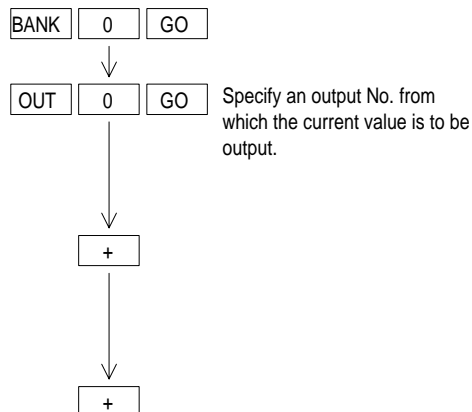 BANK 0 GO
OUT 0 GO Specify an output No. from
which the current value is to be
output.
+
+